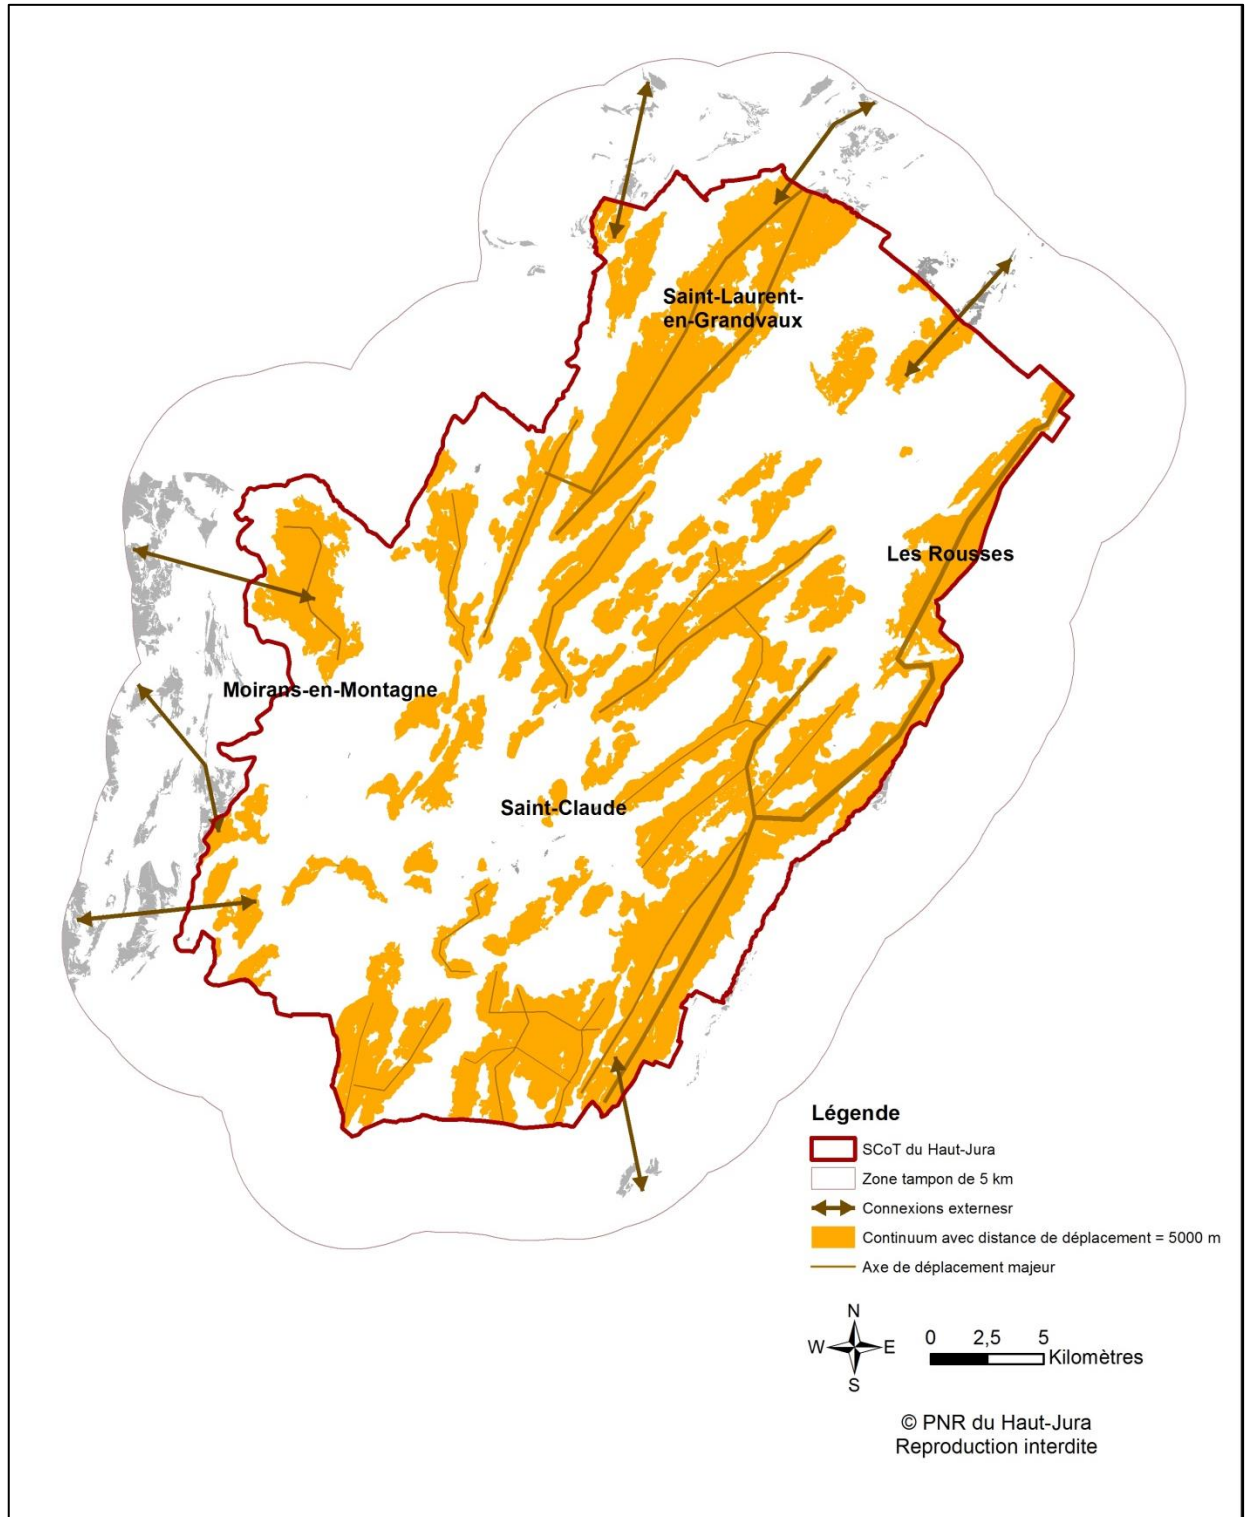 Saint-Laurent-
en-Grandvaux
Les Rousses
Moirans-en-Montagne
Saint-Claude
Légende
SCoT du Haut-Jura
Zone tampon de 5 km
Connexions externesr
Continuum avec distance de déplacement = 5000 m
Axe de déplacement majeur
N
W E
S
0 2,5 5
Kilomètres
© PNR du Haut-Jura
Reproduction interdite